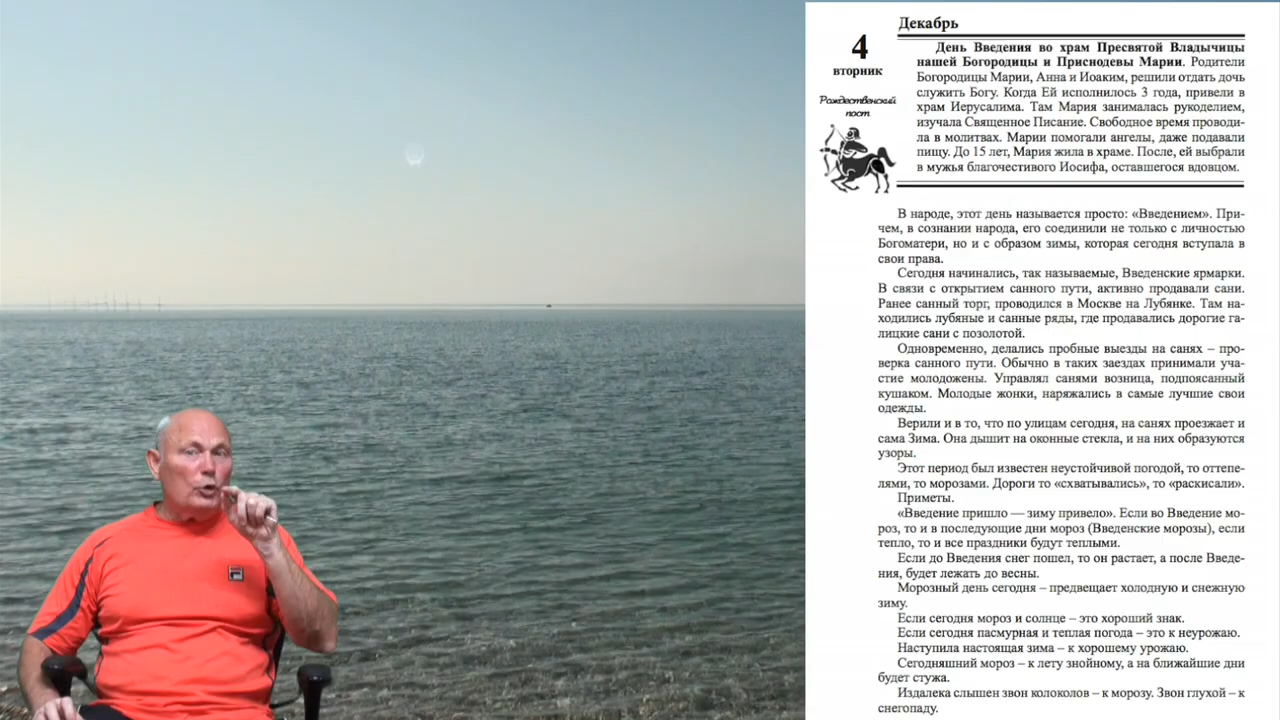 Декабрь
4
вторник
Рождественский
пост
День Введения во храм Пресвятой Владычицы
нашей Богородицы и Приснодевы Марии. Родители
Богородицы Марии, Анна и Иоаким, решили отдать дочь
служить Богу. Когда Ей исполнилось 3 года, привели в
храм Иерусалима. Там Мария занималась рукоделием,
изучала Священное Писание. Свободное время проводи-
ла в молитвах. Марии помогали ангелы, даже подавали
пищу. До 15 лет, Мария жила в храме. После, ей выбрали
в мужья благочестивого Иосифа, оставшегося вдовцом.
В народе, этот день называется просто: «Введением». При-
чем, в сознании народа, его соединили не только с личностью
Богоматери, но и с образом зимы, которая сегодня вступала в
свои права.
Сегодня начинались, так называемые, Введенские ярмарки.
В связи с открытием санного пути, активно продавали сани.
Ранее санный торг, проводился в Москве на Лубянке. Там на-
ходились лубяные и санные ряды, где продавались дорогие га-
лицкие сани с позолотой.
Одновременно, делались пробные выезды на санях – про-
верка санного пути. Обычно в таких заездах принимали уча-
стие молодожены. Управлял санями возница, подпоясанный
кушаком. Молодые жонки, наряжались в самые лучшие свои
одежды.
Верили и в то, что по улицам сегодня, на санях проезжает и
сама Зима. Она дышит на оконные стекла, и на них образуются
узоры.
Этот период был известен неустойчивой погодой, то оттепе-
лями, то морозами. Дороги то «схватывались», то «раскисали».
Приметы.
«Введение пришло — зиму привело». Если во Введение мо-
роз, то и в последующие дни мороз (Введенские морозы), если
тепло, то и все праздники будут теплыми.
Если до Введения снег пошел, то он растает, а после Введе-
ния, будет лежать до весны.
Морозный день сегодня – предвещает холодную и снежную
зиму.
Если сегодня мороз и солнце – это хороший знак.
Если сегодня пасмурная и теплая погода – это к неурожаю.
Наступила настоящая зима – к хорошему урожаю.
Сегодняшний мороз – к лету знойному, а на ближайшие дни
будет стужа.
Издалека слышен звон колоколов – к морозу. Звон глухой – к
снегопаду.